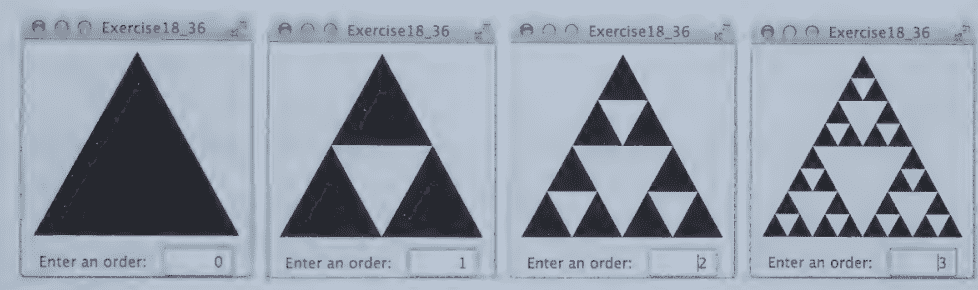 Exercise18_36
Enter an order: 0
Exercise18_36
Enter an order: 1
Exercise18_36
Enter an order: 2
Exercise18_36
Enter an order: 3